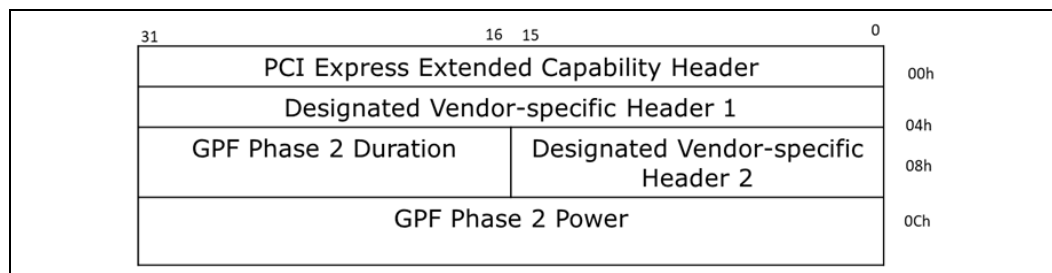 31 16 15 0
PCI Express Extended Capability Header 00h
Designated Vendor-specific Header 1 04h
GPF Phase 2 Duration Designated Vendor-specific
Header 2 08h
GPF Phase 2 Power 0Ch